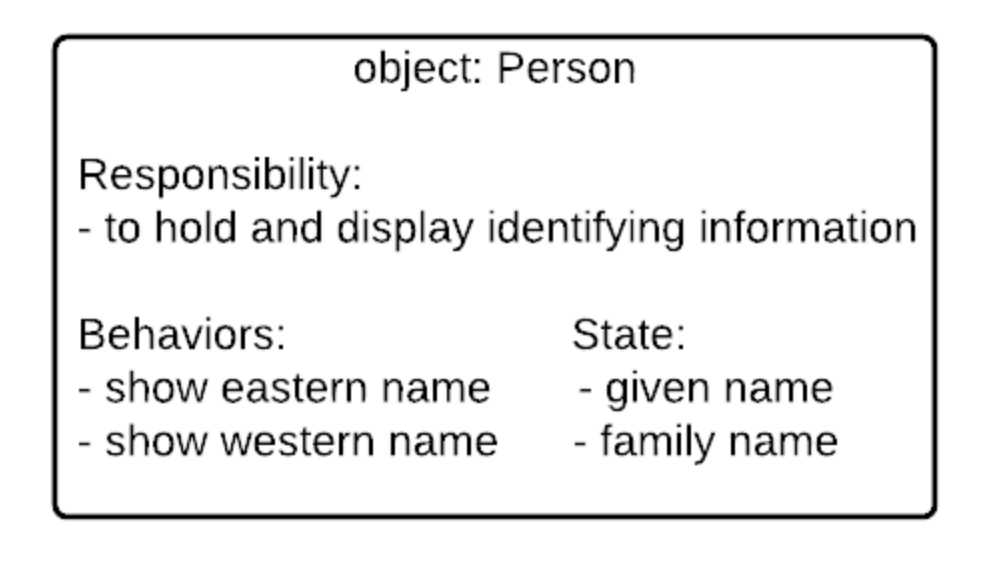 object: Person
Responsibility:
- to hold and display identifying information
Behaviors:
- show eastern name
- show western name
State:
- given name
- family name